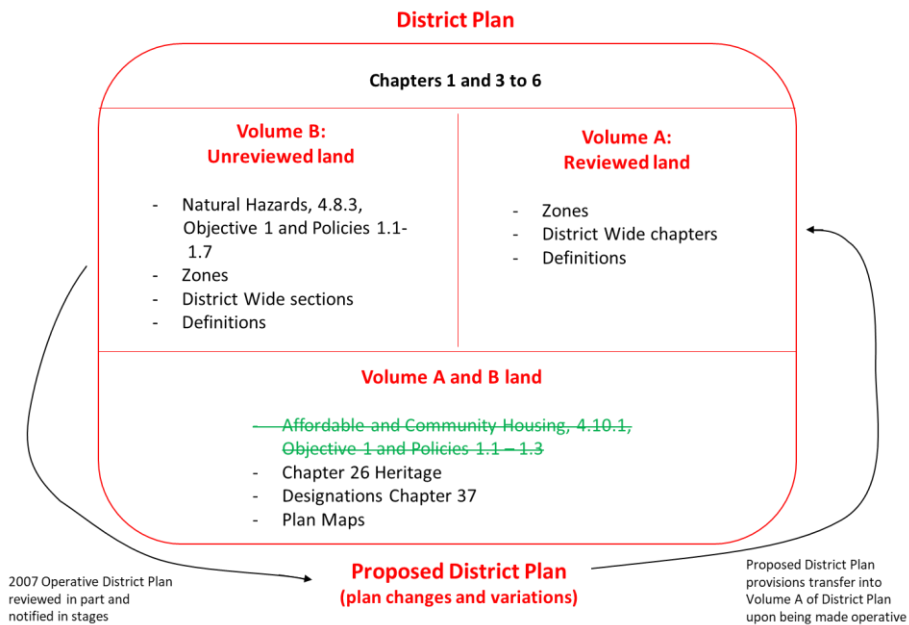 District Plan
Chapters 1 and 3 to 6
Volume B:
Unreviewed land
- Natural Hazards, 4.8.3,
Objective 1 and Policies 1.1-
1.7
- Zones
- District Wide sections
- Definitions
Volume A:
Reviewed land
- Zones
- District Wide chapters
- Definitions
Volume A and B land
- Affordable and Community Housing, 4.10.1,
Objective 1 and Policies 1.1 – 1.3
- Chapter 26 Heritage
- Designations Chapter 37
- Plan Maps
2007 Operative District Plan
reviewed in part and
notified in stages
Proposed District Plan
(plan changes and variations)
Proposed District Plan
provisions transfer into
Volume A of District Plan
upon being made operative